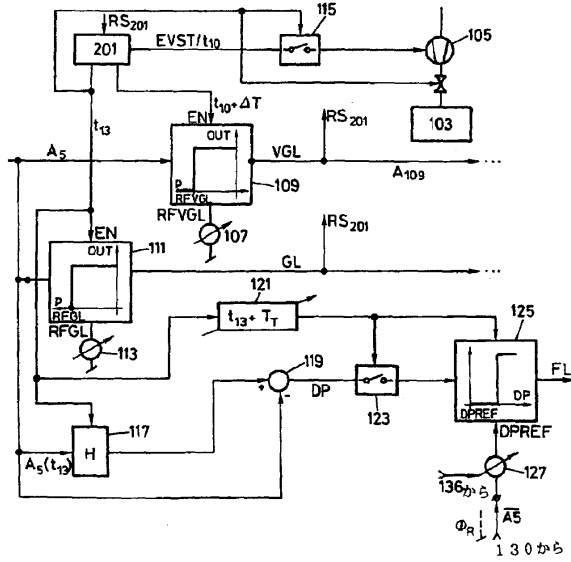 RS201
115
201
EVST/t10
105
t10+ΔT
t13
EN
OUT
RS201
103
A5
VGL
P
RFVGL
109
A109
...
RFVGL
107
RS201
EN
OUT
111
GL
...
P
RFGL
RFGL
113
121
t13 + TT
125
119
+
-
DP
123
DP
DPREF
FL
DPREF
117
H
A5(t13)
127
136から
A5
ΦR
130から